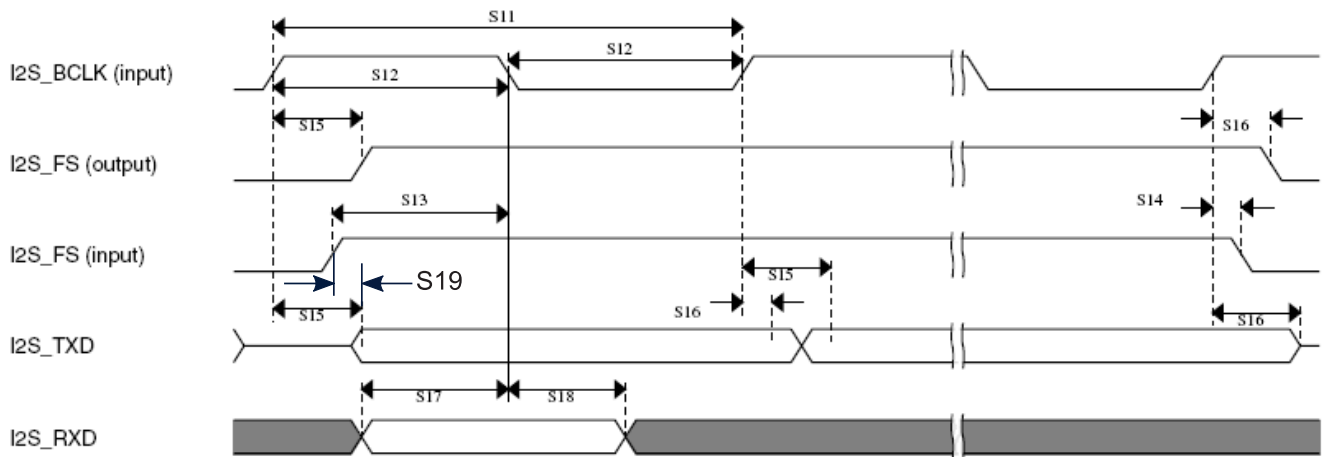 S11
S12
I2S_BCLK (input)
S12
S15
S16
I2S_FS (output)
S13
S14
I2S_FS (input)
S15
S19
S16
S15
S16
I2S_TXD
S17
S18
I2S_RXD